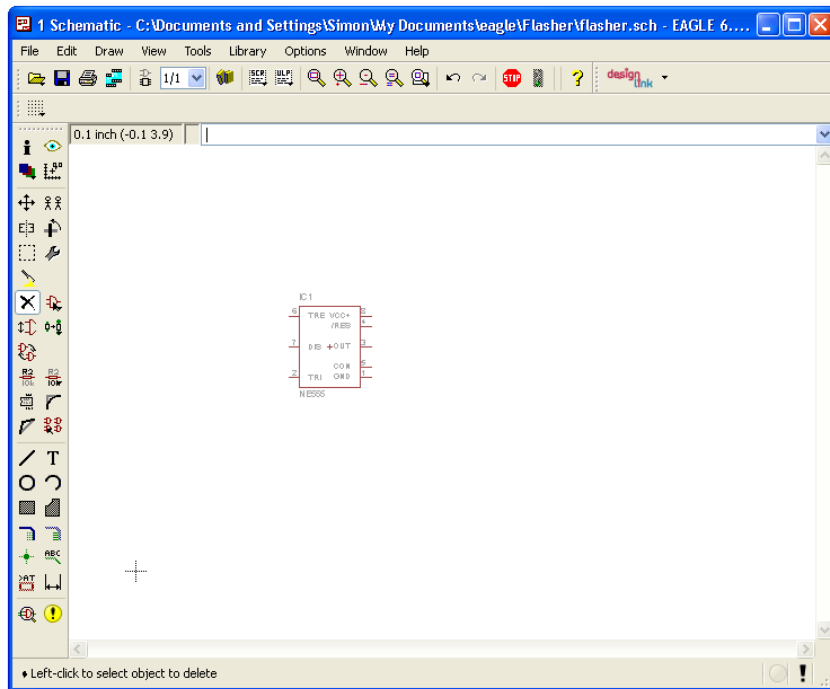 1 Schematic - C:\Documents and Settings\Simon\My Documents\eagle\Flasher\flasher.sch - EAGLE 6....
File Edit Draw View Tools Library Options Window Help
1/1 SCR ULP STOP ? design link
0.1 inch (-0.1 3.9)
IC1
6 TRE VCC+ 8
/RES 4
7 DIS OUT 3
CON 5
2 TRI GND 1
NE555
R2 R2
10k 10k
T
ABC
>AT
Left-click to select object to delete